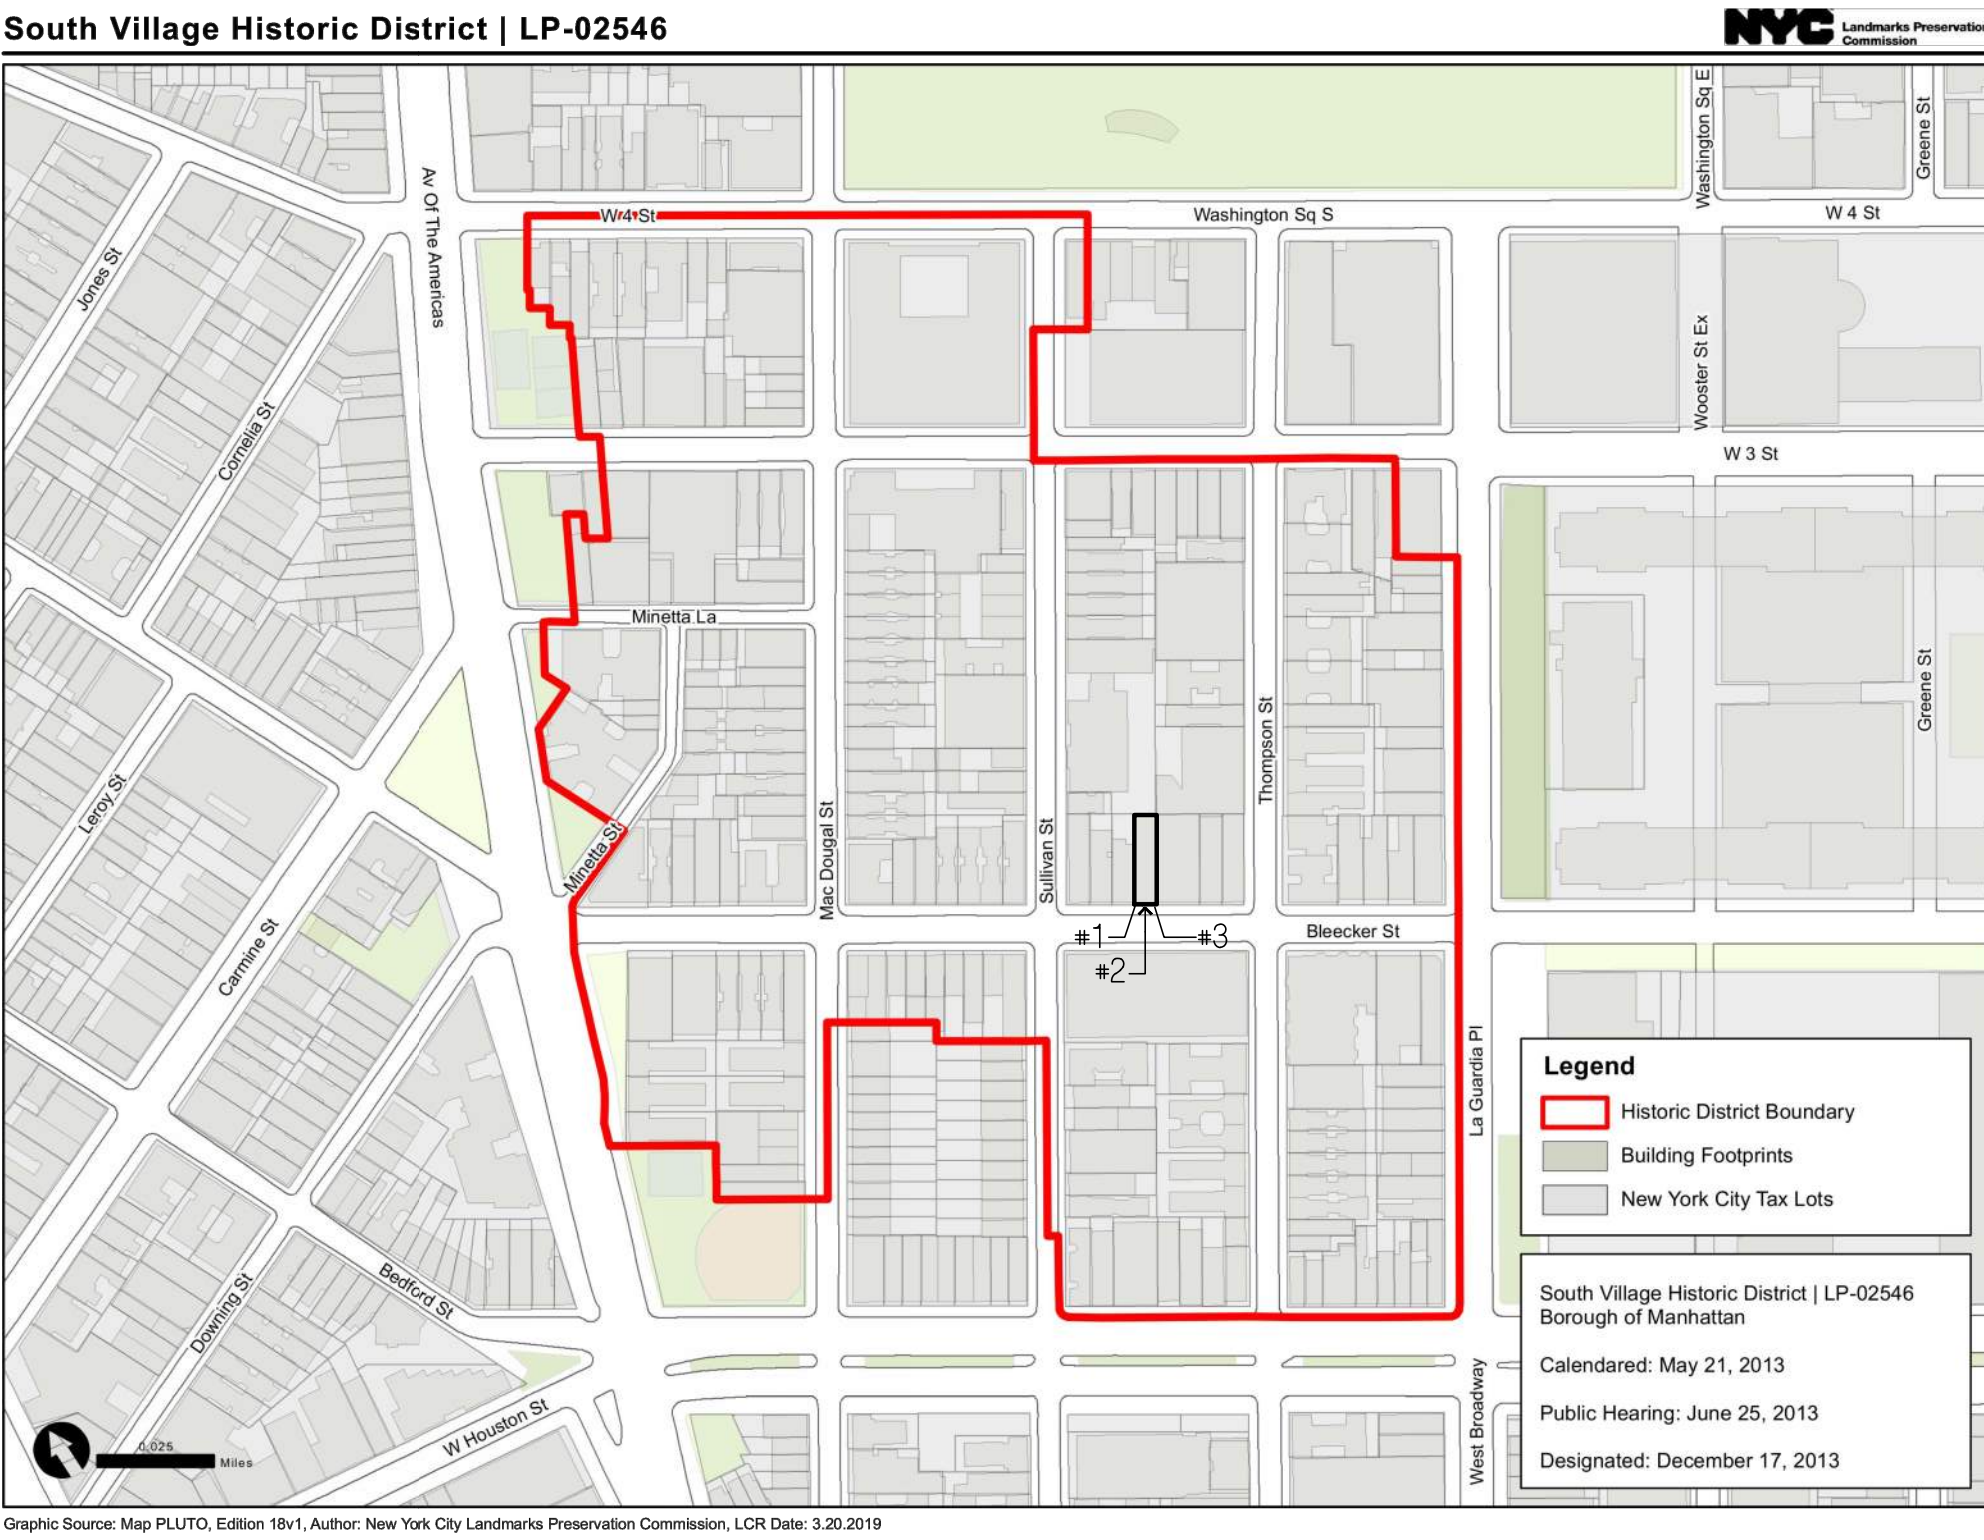 South Village Historic District | LP-02546
NYC
Landmarks Preservation
Commission
Washington Sq E
Greene St
Av Of The Americas
W 4 St
Washington Sq S
W 4 St
Jones St
Wooster St Ex
Cornelia St
W 3 St
Minetta La
Greene St
Thompson St
Leroy St
Mac Dougal St
Sullivan St
Minetta St
#1
#3
Bleecker St
#2
Carmine St
La Guardia Pl
Legend
Historic District Boundary
Building Footprints
New York City Tax Lots
Bedford St
Downing St
South Village Historic District | LP-02546
Borough of Manhattan
Calendared: May 21, 2013
Public Hearing: June 25, 2013
Designated: December 17, 2013
West Broadway
W Houston St
0.025
Miles
Graphic Source: Map PLUTO, Edition 18v1, Author: New York City Landmarks Preservation Commission, LCR Date: 3.20.2019